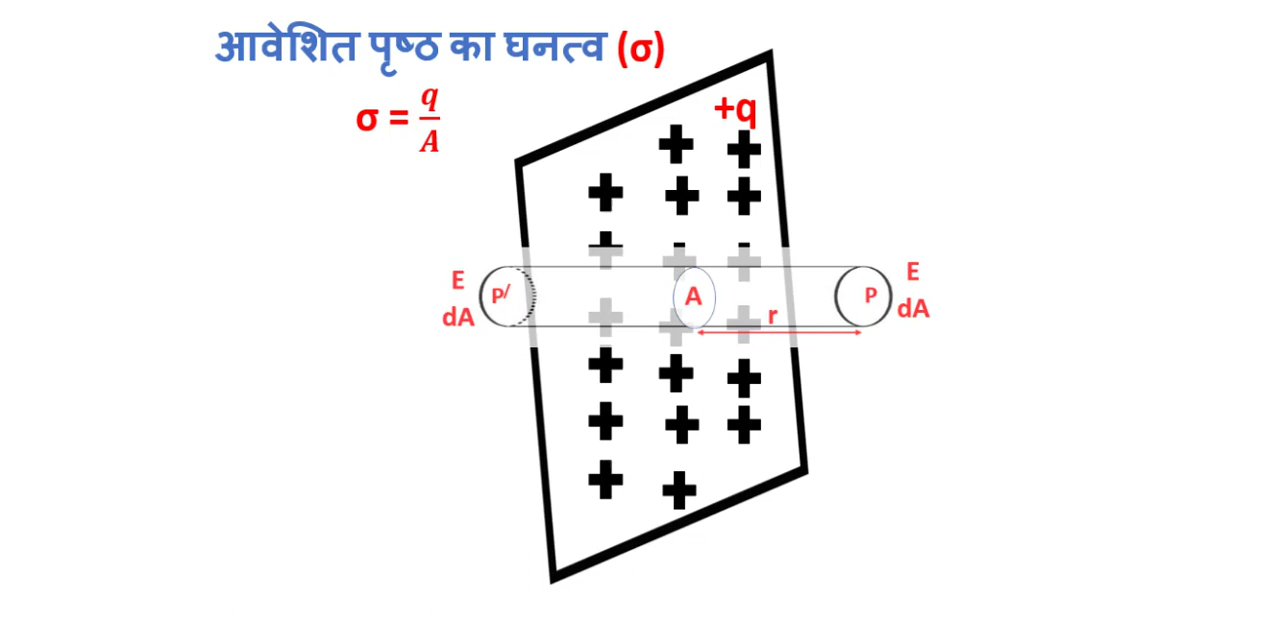 आवेशित पृष्ठ का घनत्व (σ)
σ = q/A
+q
E
dA
P/
A
r
P
E
dA